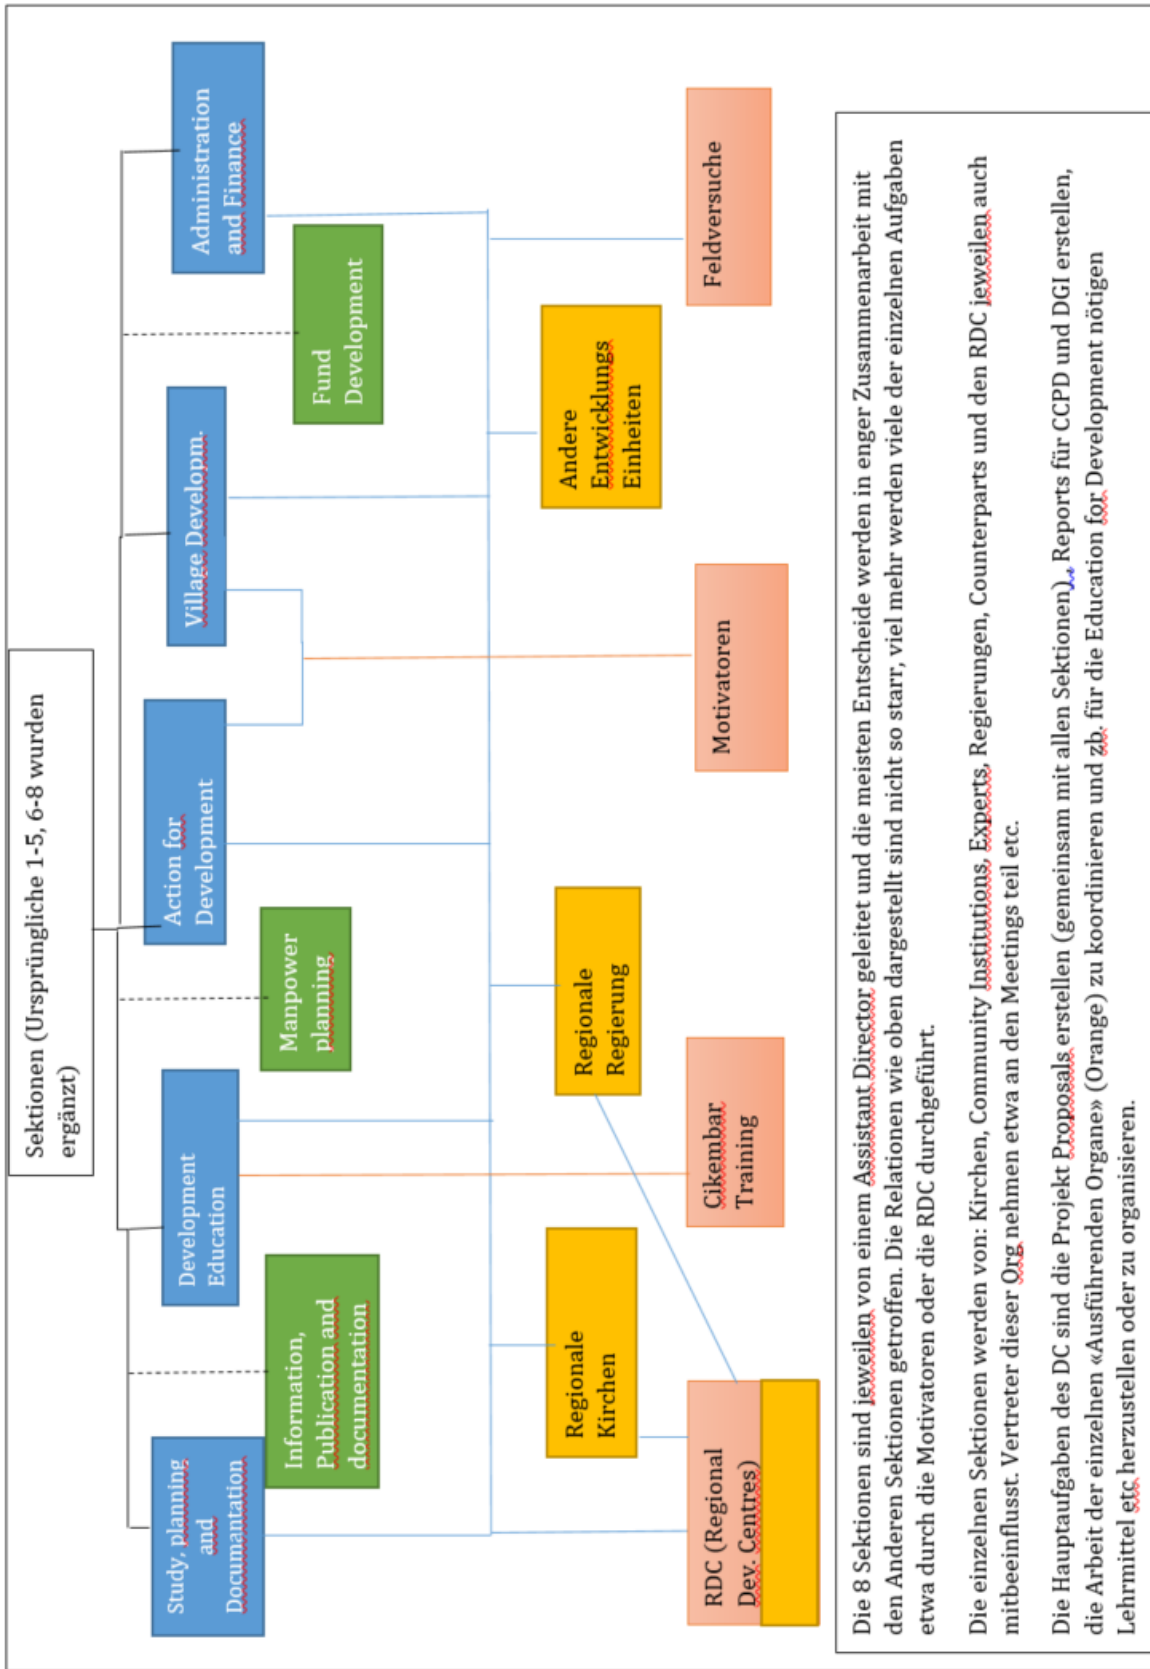 Sektionen (Ursprüngliche 1-5, 6-8 wurden
ergänzt)
Study, planning
and
Documantation
Information,
Publication and
documentation
Development
Education
Manpower
planning
Action for
Development
Village Developm.
Fund
Development
Administration
and Finance
Regionale
Kirchen
Regionale
Regierung
Andere
Entwicklungs
Einheiten
RDC (Regional
Dev. Centres)
Cikembar
Training
Motivatoren
Feldversuche
Die 8 Sektionen sind jeweilen von einem Assistant Director geleitet und die meisten Entscheide werden in enger Zusammenarbeit mit
den Anderen Sektionen getroffen. Die Relationen wie oben dargestellt sind nicht so starr, viel mehr werden viele der einzelnen Aufgaben
etwa durch die Motivatoren oder die RDC durchgeführt.
Die einzelnen Sektionen werden von: Kirchen, Community Institutions, Experts, Regierungen, Counterparts und den RDC jeweilen auch
mitbeeinflusst. Vertreter dieser Org nehmen etwa an den Meetings teil etc.
Die Hauptaufgaben des DC sind die Projekt Proposals erstellen (gemeinsam mit allen Sektionen), Reports für CCPD und DGI erstellen,
die Arbeit der einzelnen «Ausführenden Organe» (Orange) zu koordinieren und zb. für die Education for Development nötigen
Lehrmittel etc herzustellen oder zu organisieren.